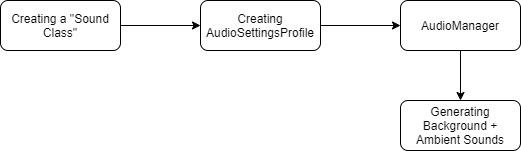 Creating a "Sound
Class"
Creating
AudioSettingsProfile
AudioManager
Generating
Background +
Ambient Sounds